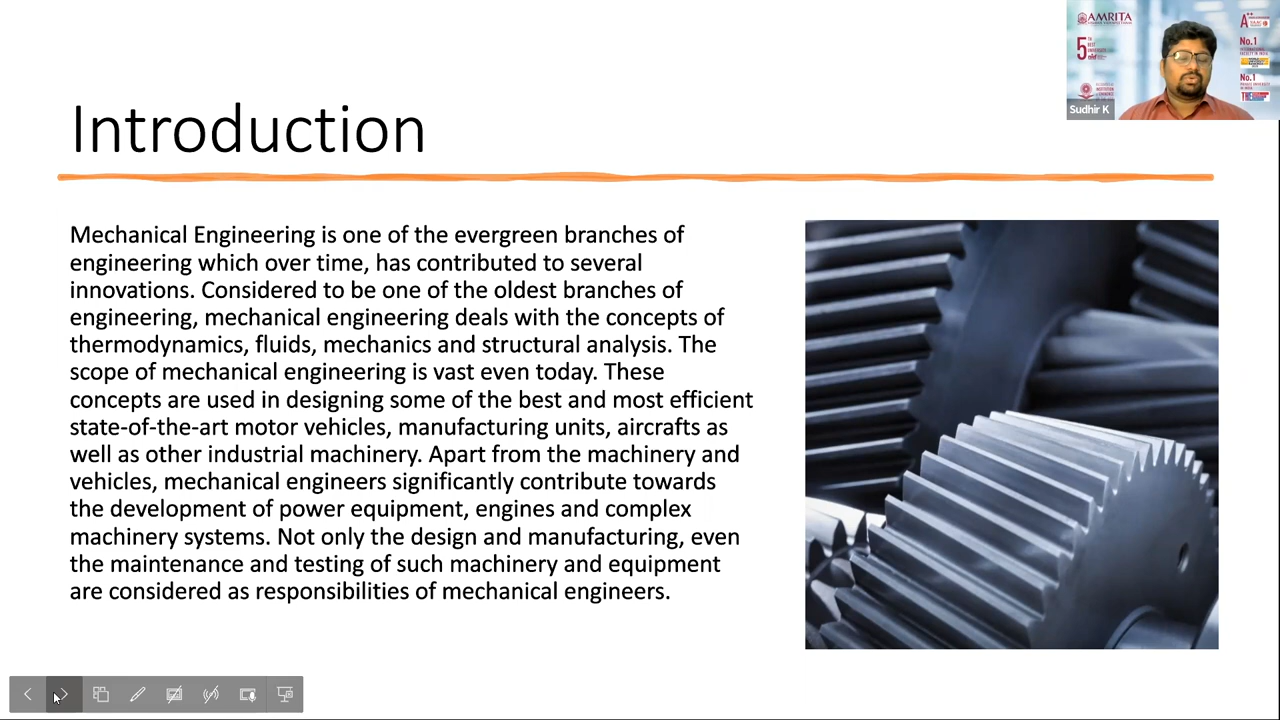 AMRITA
A++
5
TH
BEST
No.1
No.1
THE
Sudhir K
Introduction
Mechanical Engineering is one of the evergreen branches of
engineering which over time, has contributed to several
innovations. Considered to be one of the oldest branches of
engineering, mechanical engineering deals with the concepts of
thermodynamics, fluids, mechanics and structural analysis. The
scope of mechanical engineering is vast even today. These
concepts are used in designing some of the best and most efficient
state-of-the-art motor vehicles, manufacturing units, aircrafts as
well as other industrial machinery. Apart from the machinery and
vehicles, mechanical engineers significantly contribute towards
the development of power equipment, engines and complex
machinery systems. Not only the design and manufacturing, even
the maintenance and testing of such machinery and equipment
are considered as responsibilities of mechanical engineers.